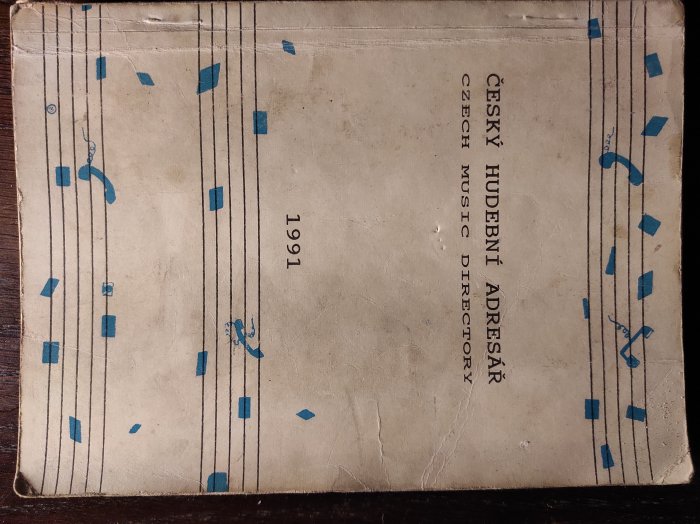 ČESKÝ HUDEBNÍ ADRESÁŘ
CZECH MUSIC DIRECTORY
1991